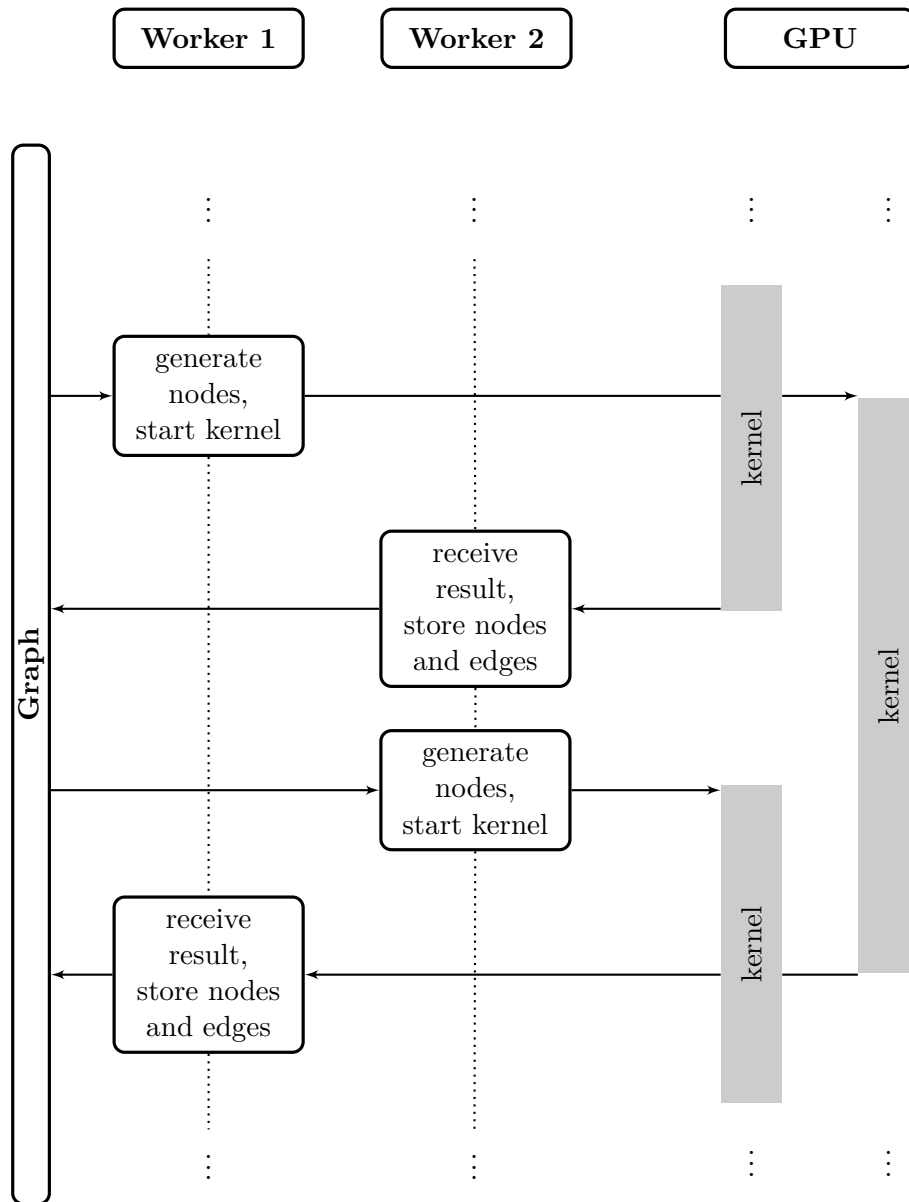 Worker 1
Worker 2
GPU
⋮
⋮
⋮
⋮
generate
nodes,
start kernel
kernel
receive
result,
store nodes
and edges
Graph
kernel
generate
nodes,
start kernel
receive
result,
store nodes
and edges
kernel
⋮
⋮
⋮
⋮